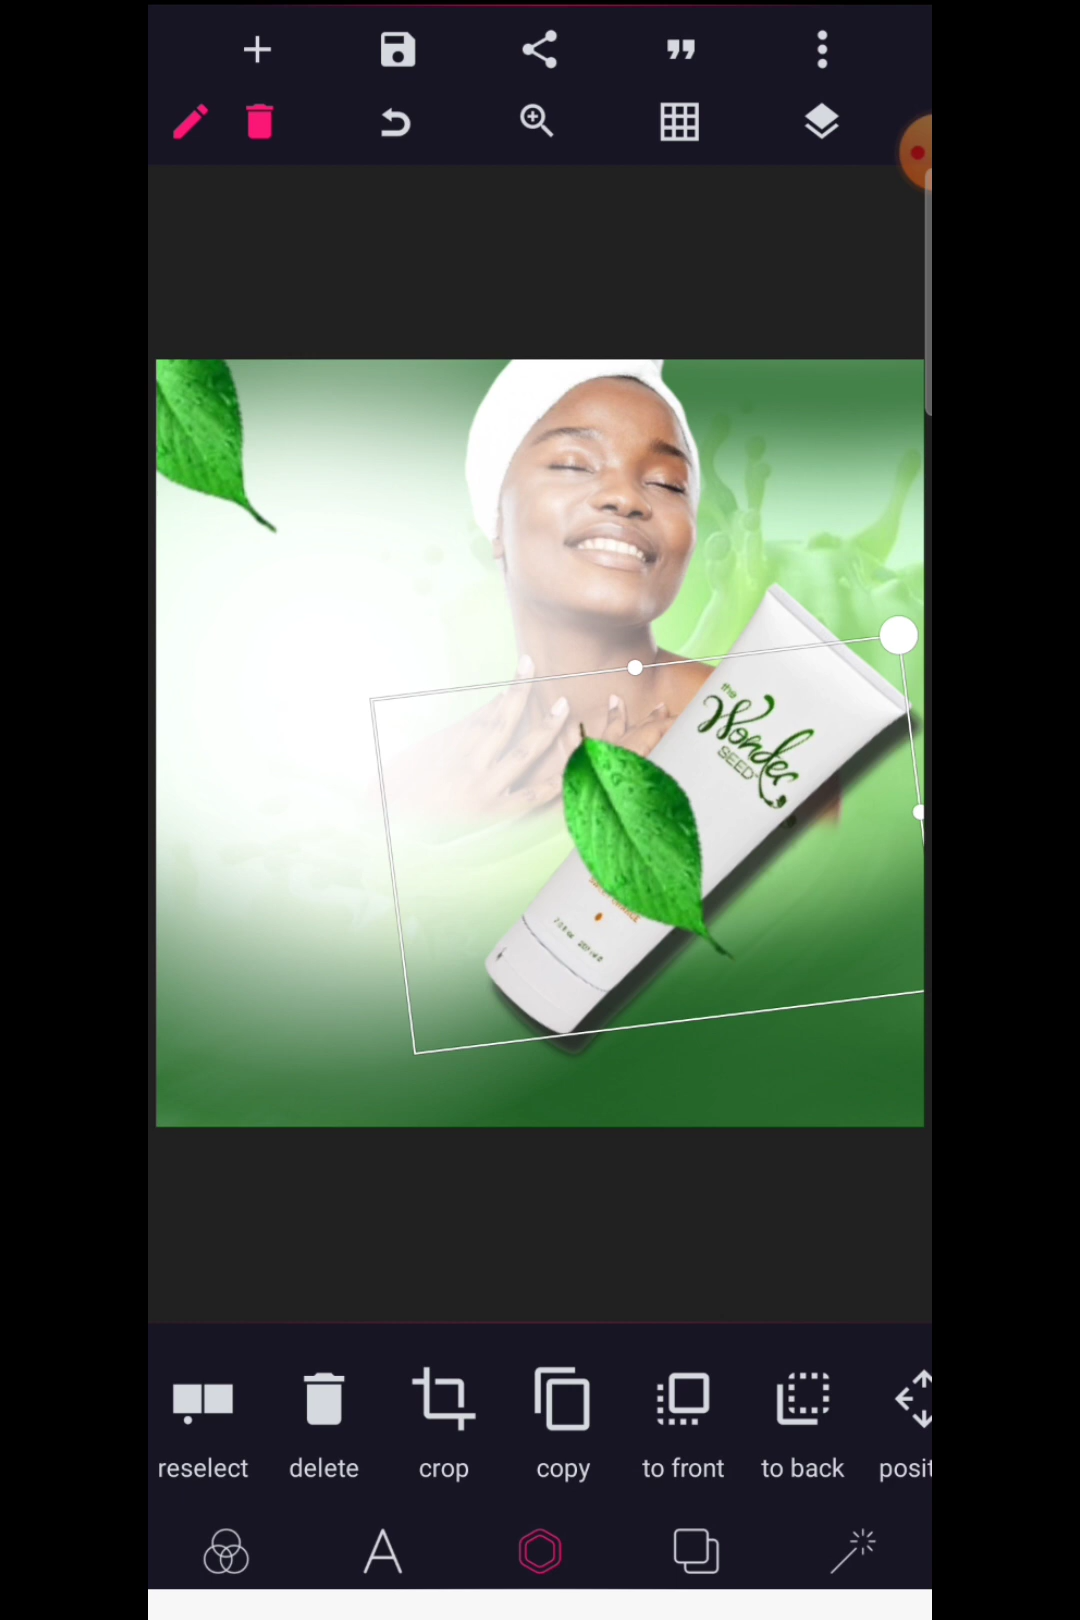 the
Wonder
SEED
reselect
delete
crop
copy
to front
to back
posit